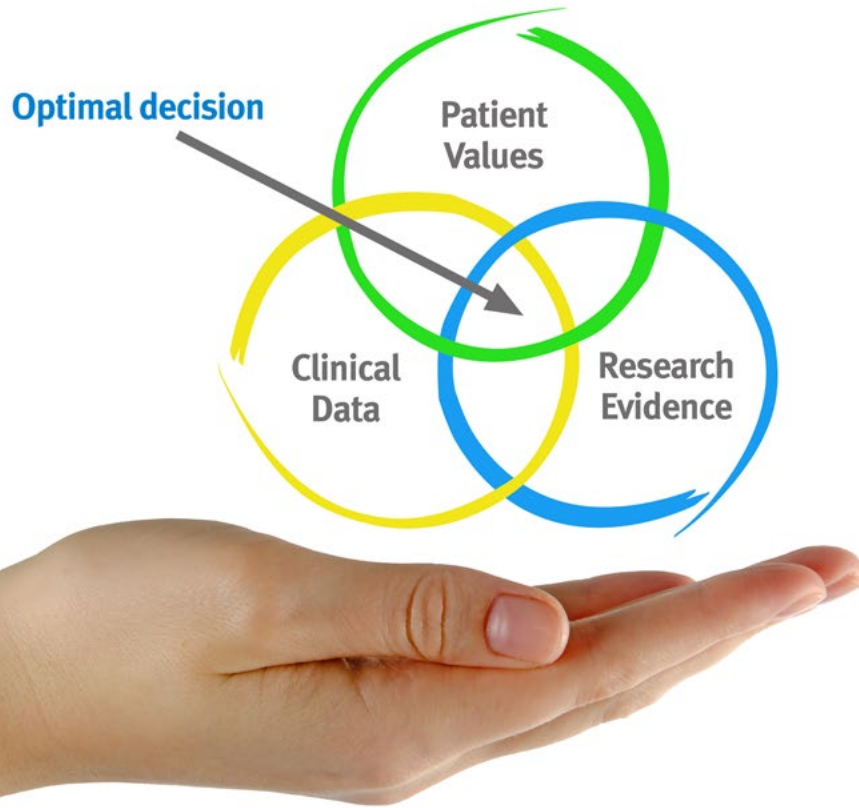 Optimal decision
Patient
Values
Clinical
Data
Research
Evidence